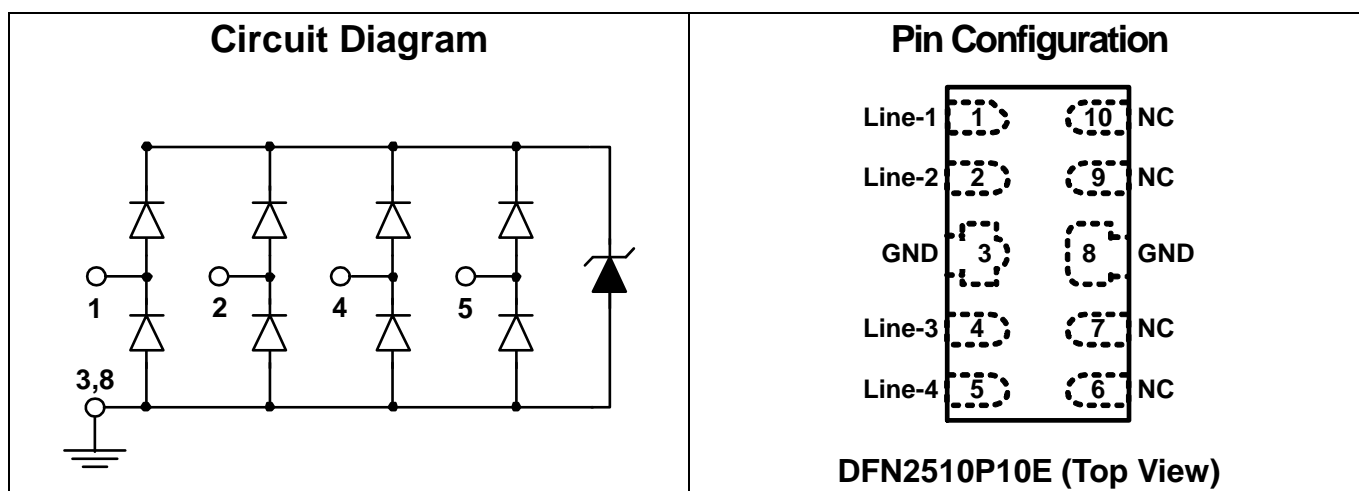 Circuit Diagram
1
2
4
5
3,8
Pin Configuration
Line-1 1 10 NC
Line-2 2 9 NC
GND 3 8 GND
Line-3 4 7 NC
Line-4 5 6 NC
DFN2510P10E (Top View)